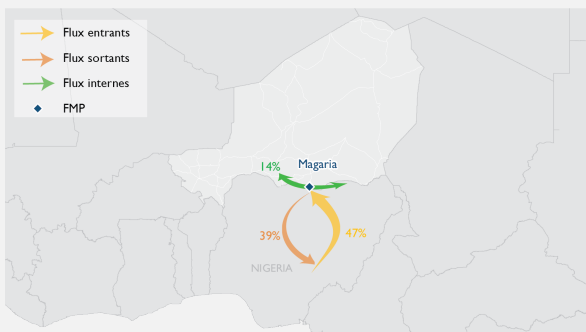 Flux entrants
Flux sortants
Flux internes
FMP
14%
Magaria
39%
47%
NIGERIA